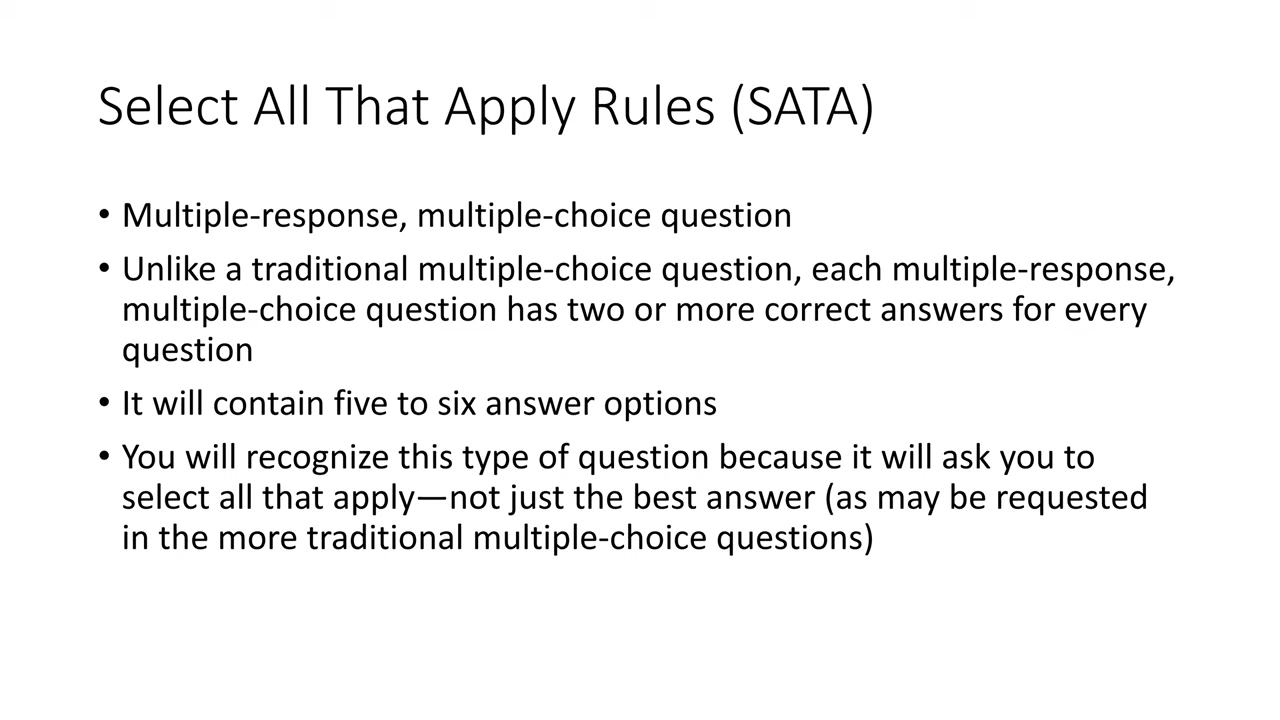 Select All That Apply Rules (SATA)
• Multiple-response, multiple-choice question
• Unlike a traditional multiple-choice question, each multiple-response,
multiple-choice question has two or more correct answers for every
question
• It will contain five to six answer options
• You will recognize this type of question because it will ask you to
select all that apply—not just the best answer (as may be requested
in the more traditional multiple-choice questions)